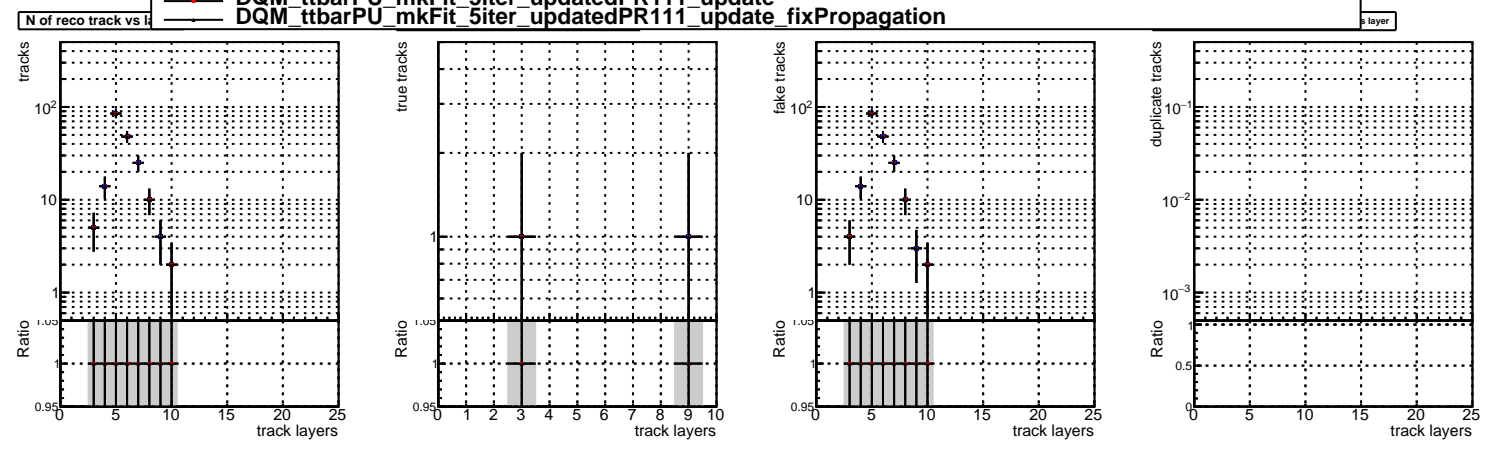 DQM_ttbarPU_mkFit_5iter_updatedPR111_update
DQM_ttbarPU_mkFit_5iter_updatedPR111_update_fixPropagation
N of reco track vs
s layer
tracks
10²
10
1
Ratio
1.05
1
0.95
0 5 10 15 20 25
track layers
true tracks
1
Ratio
1.05
1
0.95
0 1 2 3 4 5 6 7 8 9 10
track layers
fake tracks
10²
10
1
Ratio
1.05
1
0.95
0 5 10 15 20 25
track layers
duplicate tracks
10⁻¹
10⁻²
10⁻³
Ratio
1
0.5
0
0 5 10 15 20 25
track layers